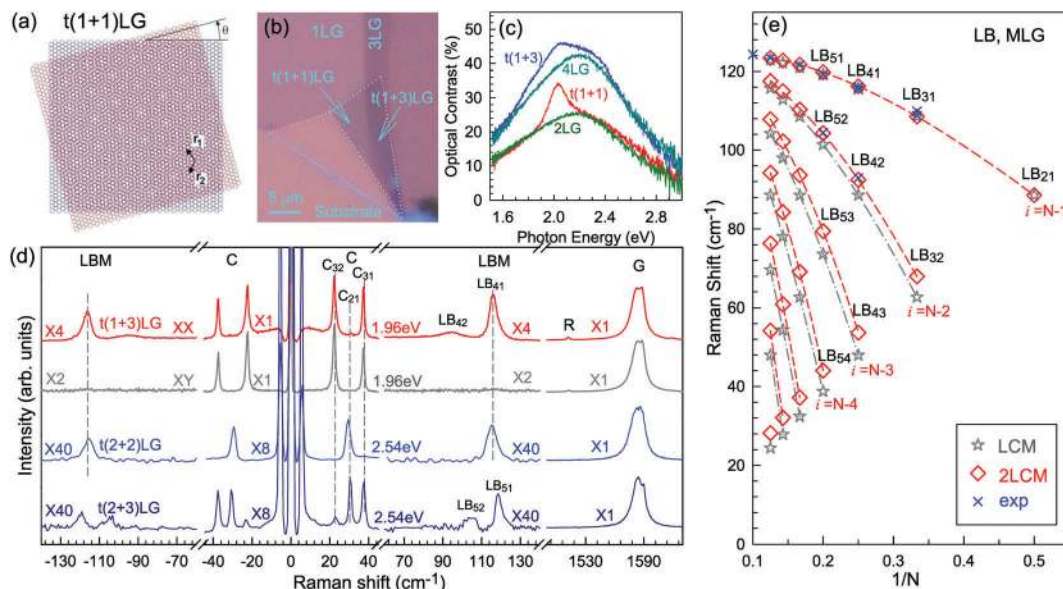 (a) t(1+1)LG
θ
r1
r2
(b) 1LG 3LG
t(1+1)LG
t(1+3)LG
5 μm
Substrate
(c)
Optical Contrast (%)
50
40
30
20
10
0
t(1+3)
4LG
t(1+1)
2LG
1.6 2.0 2.4 2.8
Photon Energy (eV)
(d)
LBM C C LBM G
C32 C31
C21
LB41
LB42
R
X4 t(1+3)LG XX X1 1.96eV X4 X1
X2 XY X1 1.96eV X2 X1
X40 t(2+2)LG X8 2.54eV X40 X1
LB51
LB52
X40 t(2+3)LG X8 2.54eV X40 X1
Intensity (arb. units)
-130 -110 -90 -70 -40 -20 0 20 40 70 90 110 130 1530 1590
Raman shift (cm-1)
(e) LB, MLG
Raman Shift (cm-1)
120
100
80
60
40
20
0
LB51
LB41
LB31
LB21
i=N-1
LB52
LB42
LB32
i=N-2
LB53
LB43
i=N-3
LB54
i=N-4
LCM
2LCM
exp
0.1 0.2 0.3 0.4 0.5
1/N